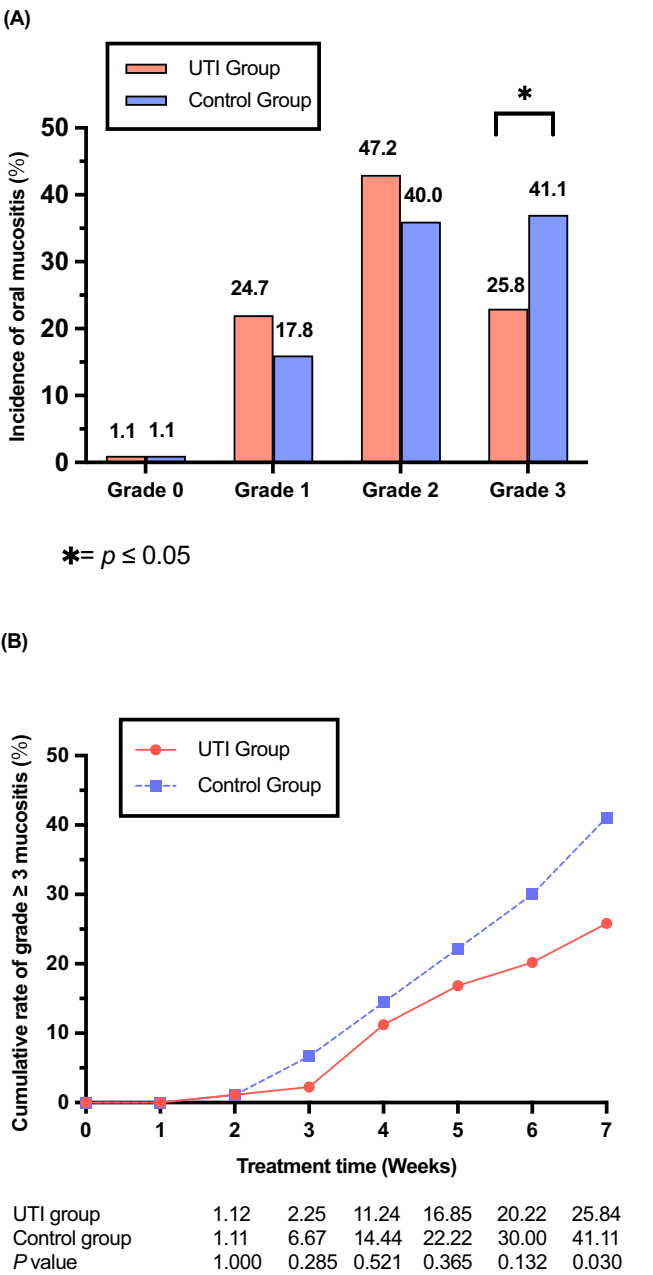 (A)
UTI Group
Control Group
*
Incidence of oral mucositis (%)
50
40
30
20
10
0
1.1 1.1
24.7
17.8
47.2
40.0
25.8
41.1
Grade 0 Grade 1 Grade 2 Grade 3
*= p ≤ 0.05
(B)
UTI Group
Control Group
Cumulative rate of grade ≥ 3 mucositis (%)
50
40
30
20
10
0
0 1 2 3 4 5 6 7
Treatment time (Weeks)
UTI group 1.12 2.25 11.24 16.85 20.22 25.84
Control group 1.11 6.67 14.44 22.22 30.00 41.11
P value 1.000 0.285 0.521 0.365 0.132 0.030